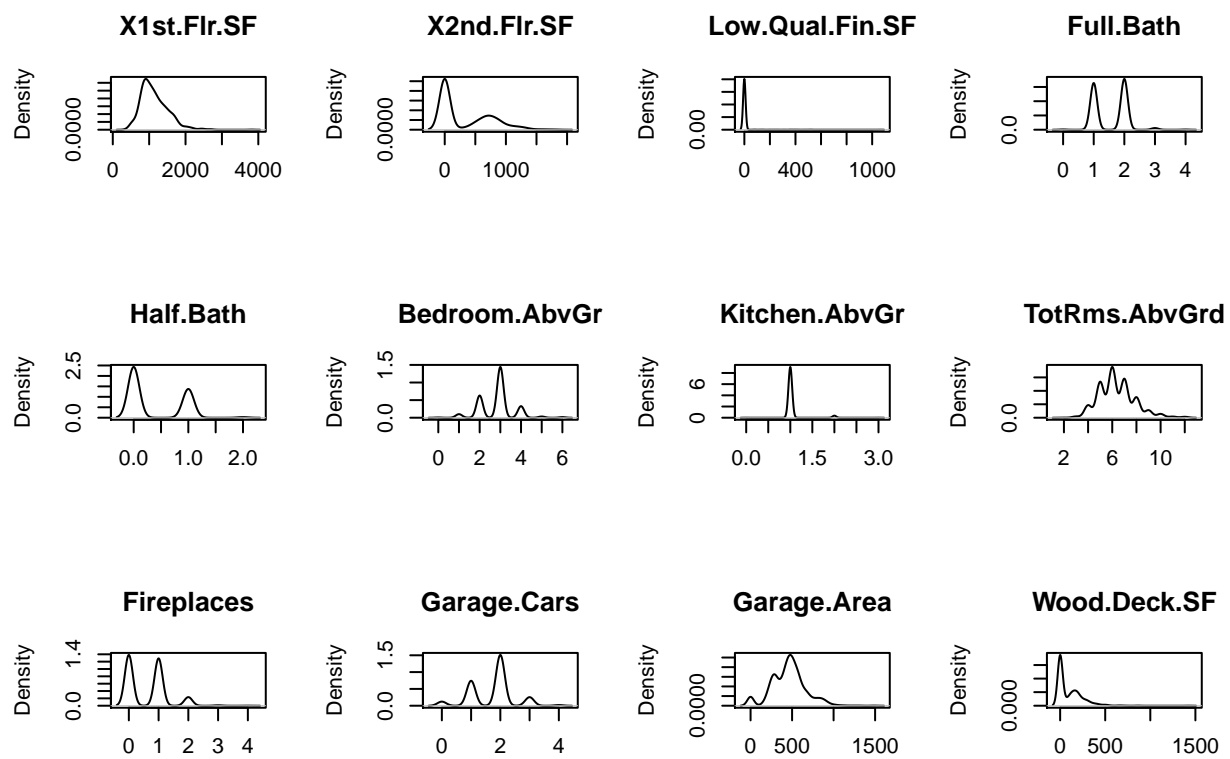 X1st.Flr.SF
Density
0.0000
0 2000 4000
X2nd.Flr.SF
Density
0.0000
0 1000
Low.Qual.Fin.SF
Density
0.00
0 400 1000
Full.Bath
Density
0.0
0 1 2 3 4
Half.Bath
Density
2.5
0.0
0.0 1.0 2.0
Bedroom.AbvGr
Density
1.5
0.0
0 2 4 6
Kitchen.AbvGr
Density
6
0
0.0 1.5 3.0
TotRms.AbvGrd
Density
0.0
2 6 10
Fireplaces
Density
1.4
0.0
0 1 2 3 4
Garage.Cars
Density
1.5
0.0
0 2 4
Garage.Area
Density
0.0000
0 500 1500
Wood.Deck.SF
Density
0.000
0 500 1500